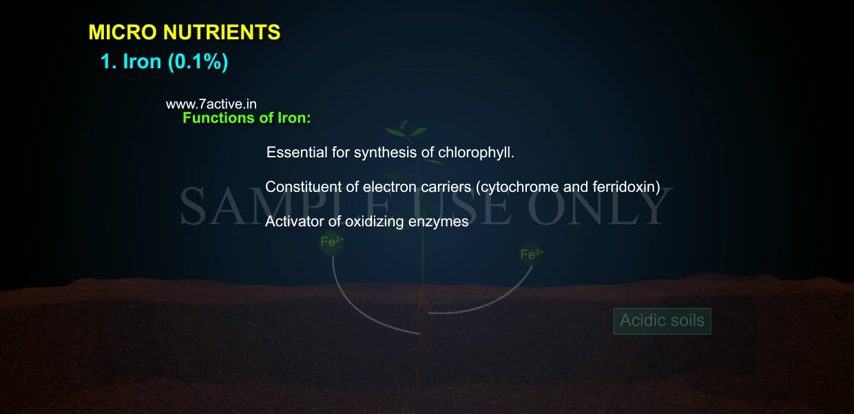 MICRO NUTRIENTS
1. Iron (0.1%)
www.7active.in
Functions of Iron:
Essential for synthesis of chlorophyll.
Constituent of electron carriers (cytochrome and ferridoxin)
SAMPLE USE ONLY
Activator of oxidizing enzymes
Fe²⁺
Fe³⁺
Acidic soils